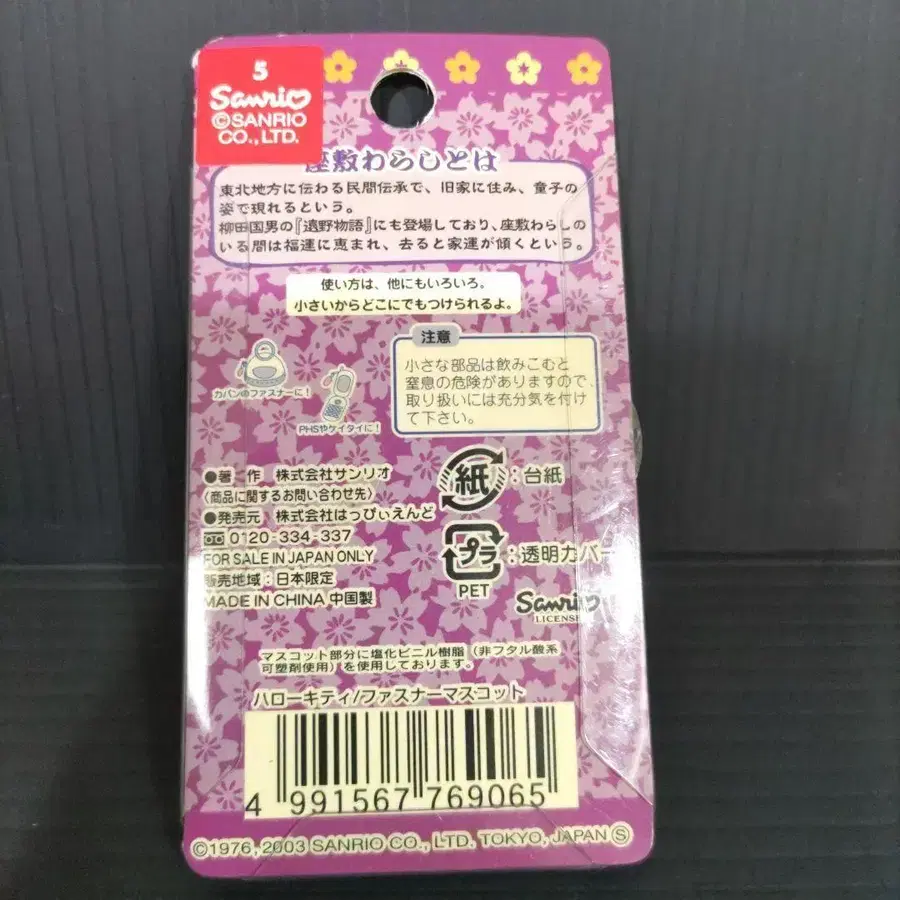 5
Sanrio
©SANRIO
CO.,LTD.
座敷わらしとは
東北地方に伝わる民間伝承で、旧家に住み、童子の
姿で現れるという。
柳田国男の『遠野物語』にも登場しており、座敷わらしの
いる間は福運に恵まれ、去ると家運が傾くという。
使い方は、他にもいろいろ。
小さいからどこにでもつけられるよ。
カバンのファスナーに!
PHSやケイタイに!
注意
小さな部品は飲みこむと
窒息の危険がありますので、
取り扱いには充分気を付け
て下さい。
●著 作 株式会社サンリオ
〈商品に関するお問い合わせ先〉
●発売元 株式会社はっぴぃえんど
0120-334-337
FOR SALE IN JAPAN ONLY
販売地域:日本限定
MADE IN CHINA 中国製
紙:台紙
プラ:透明カバー
PET
Sanrio
LICENSE
マスコット部分に塩化ビニル樹脂(非フタル酸系
可塑剤使用)を使用しております。
ハローキティ/ファスナーマスコット
4 991567 769065
©1976, 2003 SANRIO CO., LTD. TOKYO, JAPAN Ⓢ